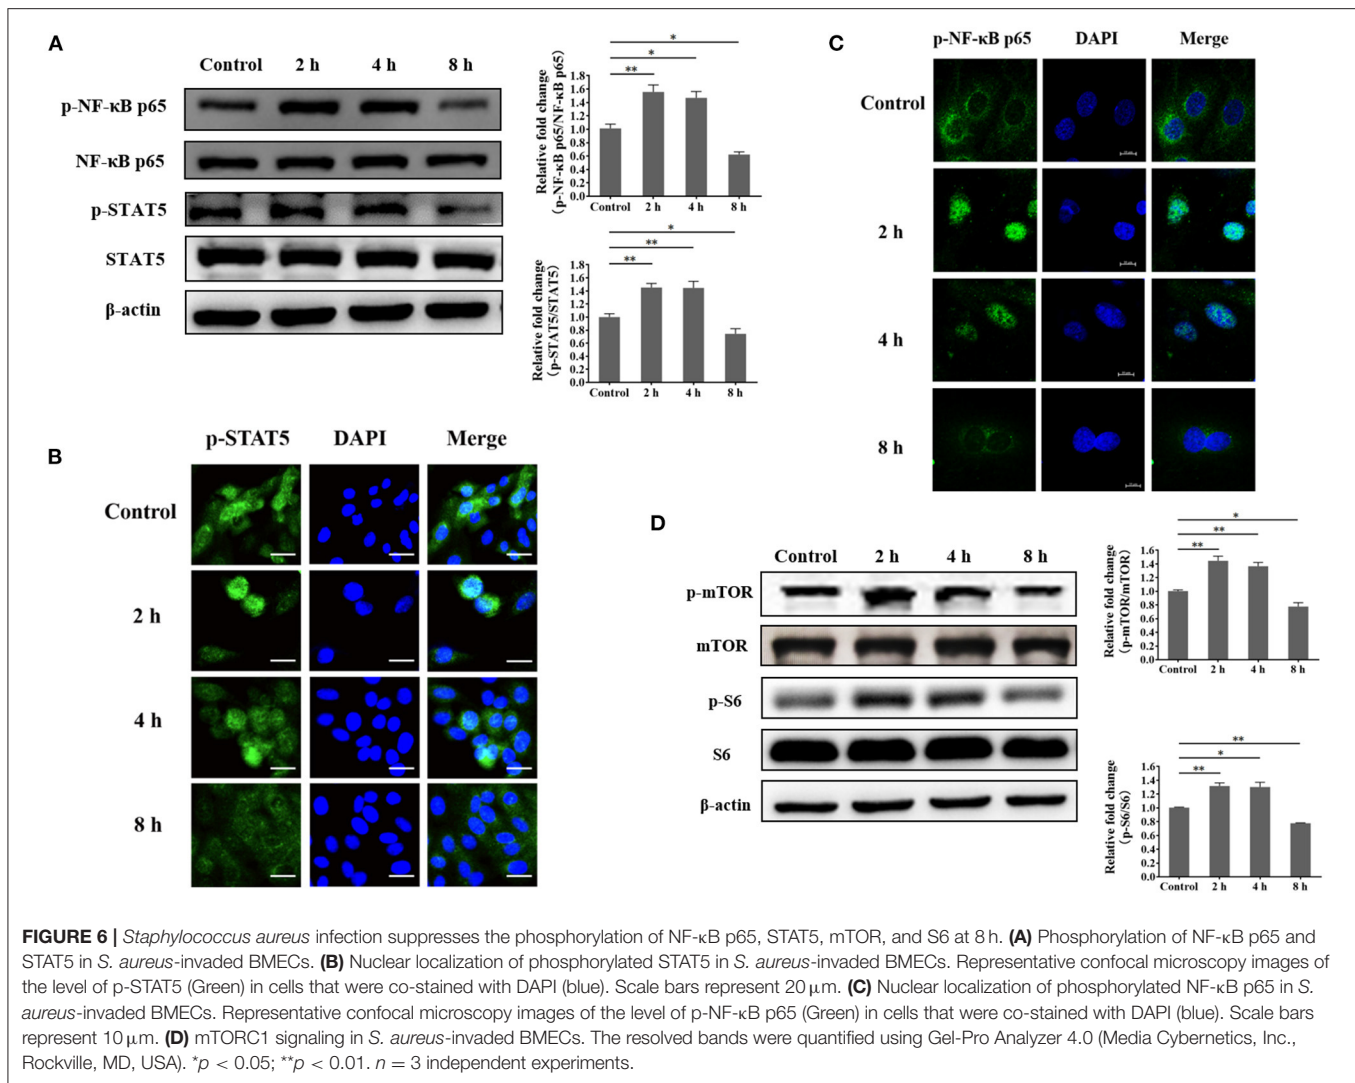 A
Control 2 h 4 h 8 h
p-NF-κB p65
NF-κB p65
p-STAT5
STAT5
β-actin
Relative fold change
(p-NF-κB p65/NF-κB p65)
1.8
1.6
1.4
1.2
1.0
0.8
0.6
0.4
0.2
0.0
*
*
**
Control 2 h 4 h 8 h
Relative fold change
(p-STAT5/STAT5)
1.8
1.6
1.4
1.2
1.0
0.8
0.6
0.4
0.2
0.0
*
**
**
Control 2 h 4 h 8 h
B
p-STAT5 DAPI Merge
Control
2 h
4 h
8 h
C
p-NF-κB p65 DAPI Merge
Control
2 h
4 h
8 h
D
Control 2 h 4 h 8 h
p-mTOR
mTOR
p-S6
S6
β-actin
Relative fold change
(p-mTOR/mTOR)
1.6
1.4
1.2
1.0
0.8
0.6
0.4
0.2
0.0
*
**
**
Control 2 h 4 h 8 h
Relative fold change
(p-S6/S6)
1.6
1.4
1.2
1.0
0.8
0.6
0.4
0.2
0.0
**
*
**
Control 2 h 4 h 8 h
FIGURE 6 | Staphylococcus aureus infection suppresses the phosphorylation of NF-κB p65, STAT5, mTOR, and S6 at 8 h. (A) Phosphorylation of NF-κB p65 and
STAT5 in S. aureus-invaded BMECs. (B) Nuclear localization of phosphorylated STAT5 in S. aureus-invaded BMECs. Representative confocal microscopy images of
the level of p-STAT5 (Green) in cells that were co-stained with DAPI (blue). Scale bars represent 20 μm. (C) Nuclear localization of phosphorylated NF-κB p65 in S.
aureus-invaded BMECs. Representative confocal microscopy images of the level of p-NF-κB p65 (Green) in cells that were co-stained with DAPI (blue). Scale bars
represent 10 μm. (D) mTORC1 signaling in S. aureus-invaded BMECs. The resolved bands were quantified using Gel-Pro Analyzer 4.0 (Media Cybernetics, Inc.,
Rockville, MD, USA). *p < 0.05; **p < 0.01. n = 3 independent experiments.